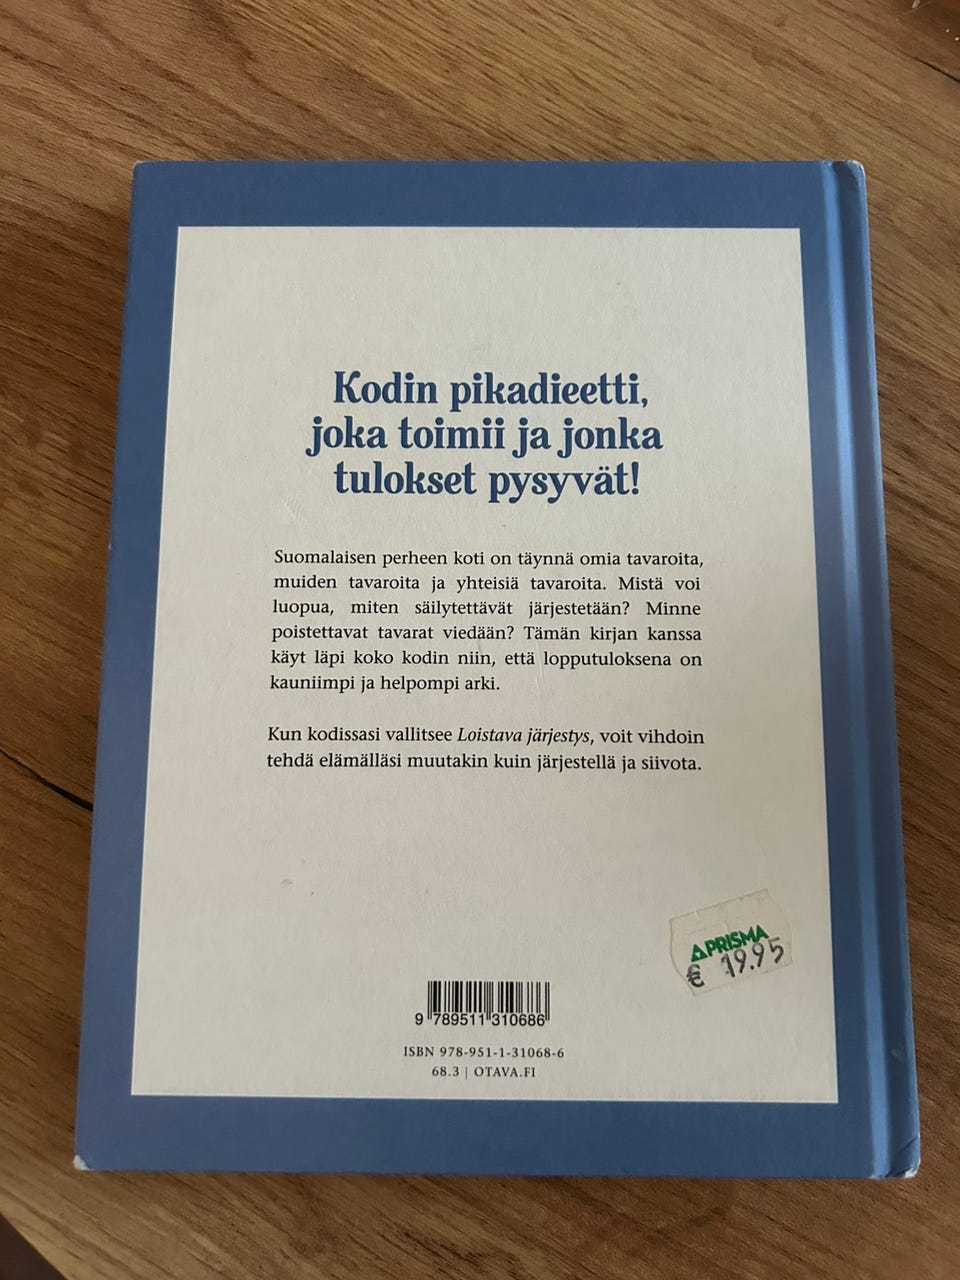 Kodin pikadieetti,
joka toimii ja jonka
tulokset pysyvät!
Suomalaisen perheen koti on täynnä omia tavaroita,
muiden tavaroita ja yhteisiä tavaroita. Mistä voi
luopua, miten säilytettävät järjestetään? Minne
poistettavat tavarat viedään? Tämän kirjan kanssa
käyt läpi koko kodin niin, että lopputuloksena on
kauniimpi ja helpompi arki.
Kun kodissasi vallitsee Loistava järjestys, voit vihdoin
tehdä elämälläsi muutakin kuin järjestellä ja siivota.
PRISMA
€ 19.95
9 789511 310686
ISBN 978-951-1-31068-6
68.3 | OTAVA.FI